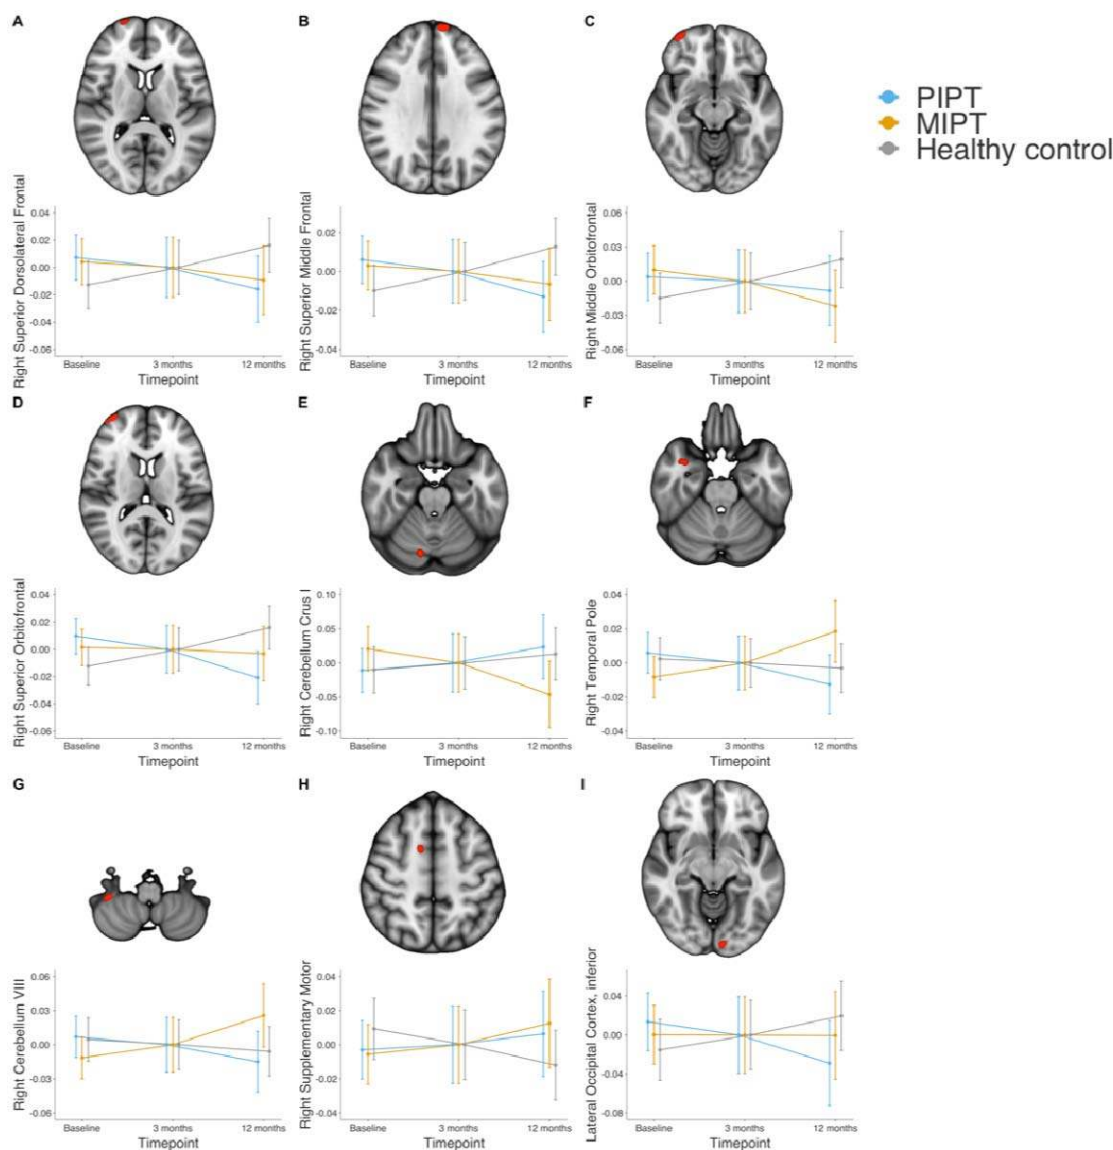 A
B
C
PIPT
MIPT
Healthy control
Right Superior Dorsolateral Frontal
0.04
0.02
0.00
-0.02
-0.04
-0.06
Baseline
3 months
12 months
Timepoint
Right Superior Middle Frontal
0.04
0.02
0.00
-0.02
-0.04
Baseline
3 months
12 months
Timepoint
Right Middle Orbitofrontal
0.06
0.03
0.00
-0.03
-0.06
Baseline
3 months
12 months
Timepoint
D
E
F
Right Superior Orbitofrontal
0.04
0.02
0.00
-0.02
-0.04
-0.06
Baseline
3 months
12 months
Timepoint
Right Cerebellum Crus I
0.10
0.05
0.00
-0.05
-0.10
Baseline
3 months
12 months
Timepoint
Right Temporal Pole
0.04
0.02
0.00
-0.02
-0.04
Baseline
3 months
12 months
Timepoint
G
H
I
Right Cerebellum VIII
0.06
0.03
0.00
-0.03
-0.06
Baseline
3 months
12 months
Timepoint
Right Supplementary Motor
0.04
0.02
0.00
-0.02
-0.04
Baseline
3 months
12 months
Timepoint
Lateral Occipital Cortex, inferior
0.04
0.00
-0.04
-0.08
Baseline
3 months
12 months
Timepoint